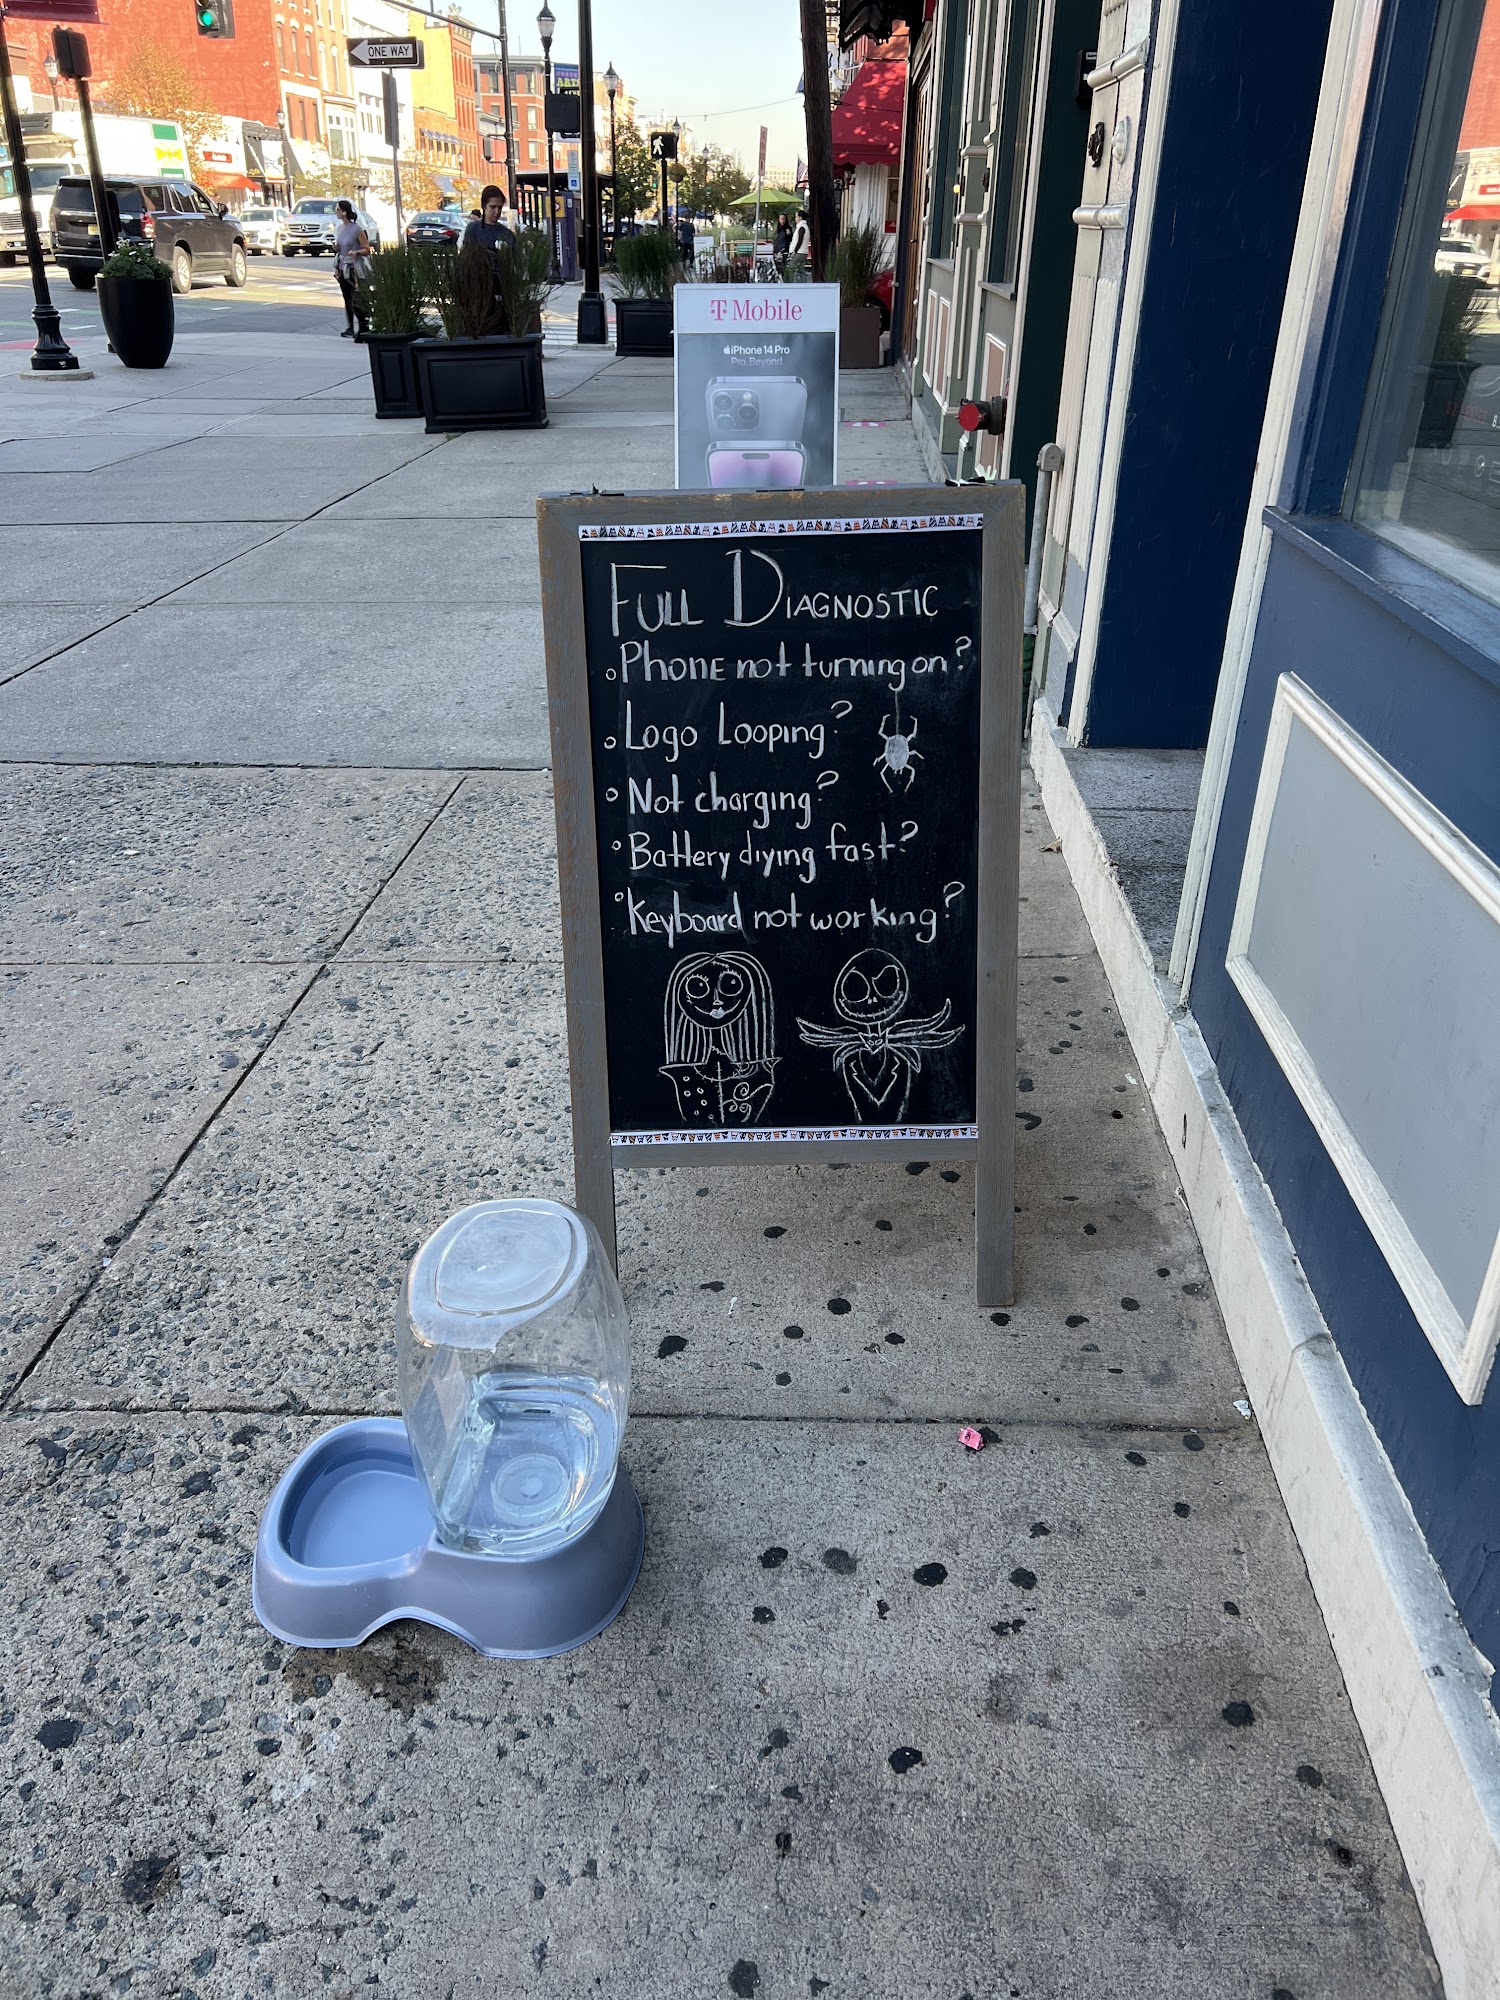 ONE WAY
T Mobile
iPhone 14 Pro
Pro. Beyond.
FULL DIAGNOSTIC
Phone not turning on?
Logo Looping?
Not charging?
Battery diying fast?
Keyboard not working?